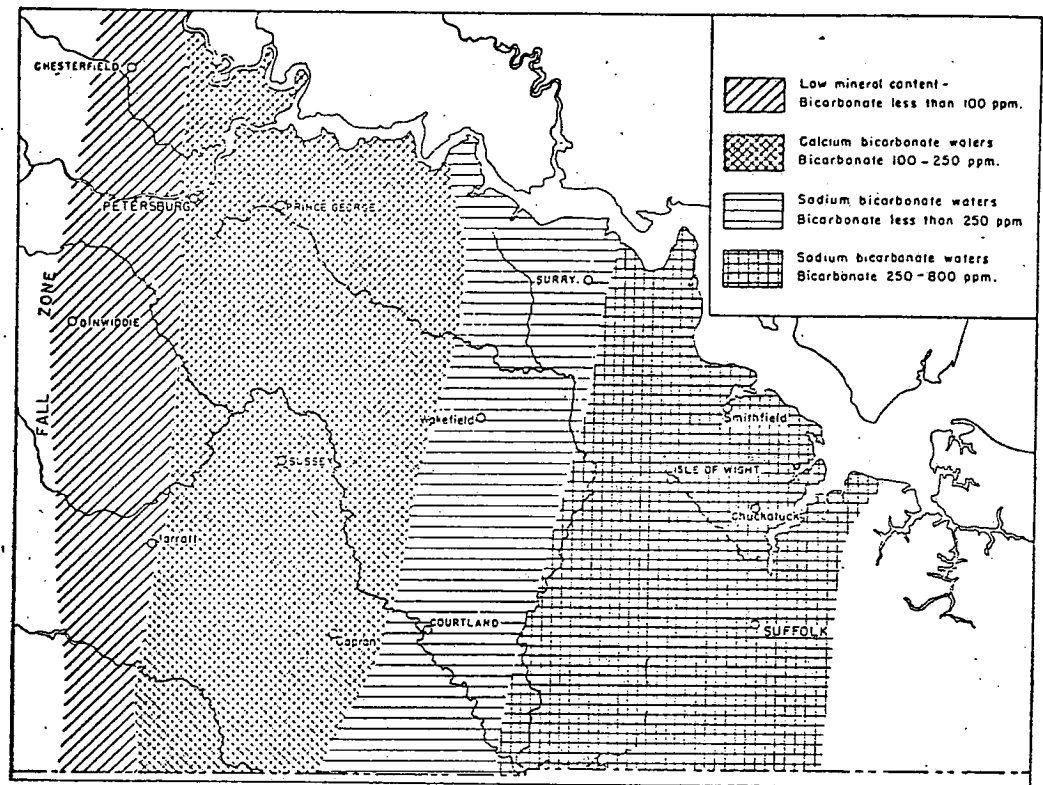 Low mineral content -
Bicarbonate less than 100 ppm.
Calcium bicarbonate waters
Bicarbonate 100 - 250 ppm.
Sodium bicarbonate waters
Bicarbonate less than 250 ppm
Sodium bicarbonate waters
Bicarbonate 250 - 800 ppm.
CHESTERFIELD
PETERSBURG
PRINCE GEORGE
SURRY
FALL ZONE
DINWIDDIE
Wakefield
Smithfield
SUSSEX
ISLE OF WIGHT
Chuckatuck
Jarratt
COURTLAND
Capron
SUFFOLK